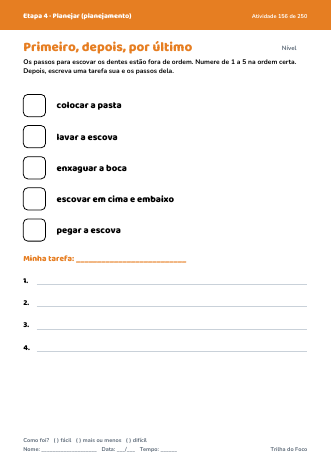 Etapa 4 · Planejar (planejamento)
Atividade 156 de 250
Primeiro, depois, por último
Nível
Os passos para escovar os dentes estão fora de ordem. Numere de 1 a 5 na ordem certa.
Depois, escreva uma tarefa sua e os passos dela.
colocar a pasta
lavar a escova
enxaguar a boca
escovar em cima e embaixo
pegar a escova
Minha tarefa: __________________________
1.
2.
3.
4.
Como foi? ( ) fácil ( ) mais ou menos ( ) difícil
Nome: ____________________ Data: ___/___ Tempo: ______
Trilha do Foco